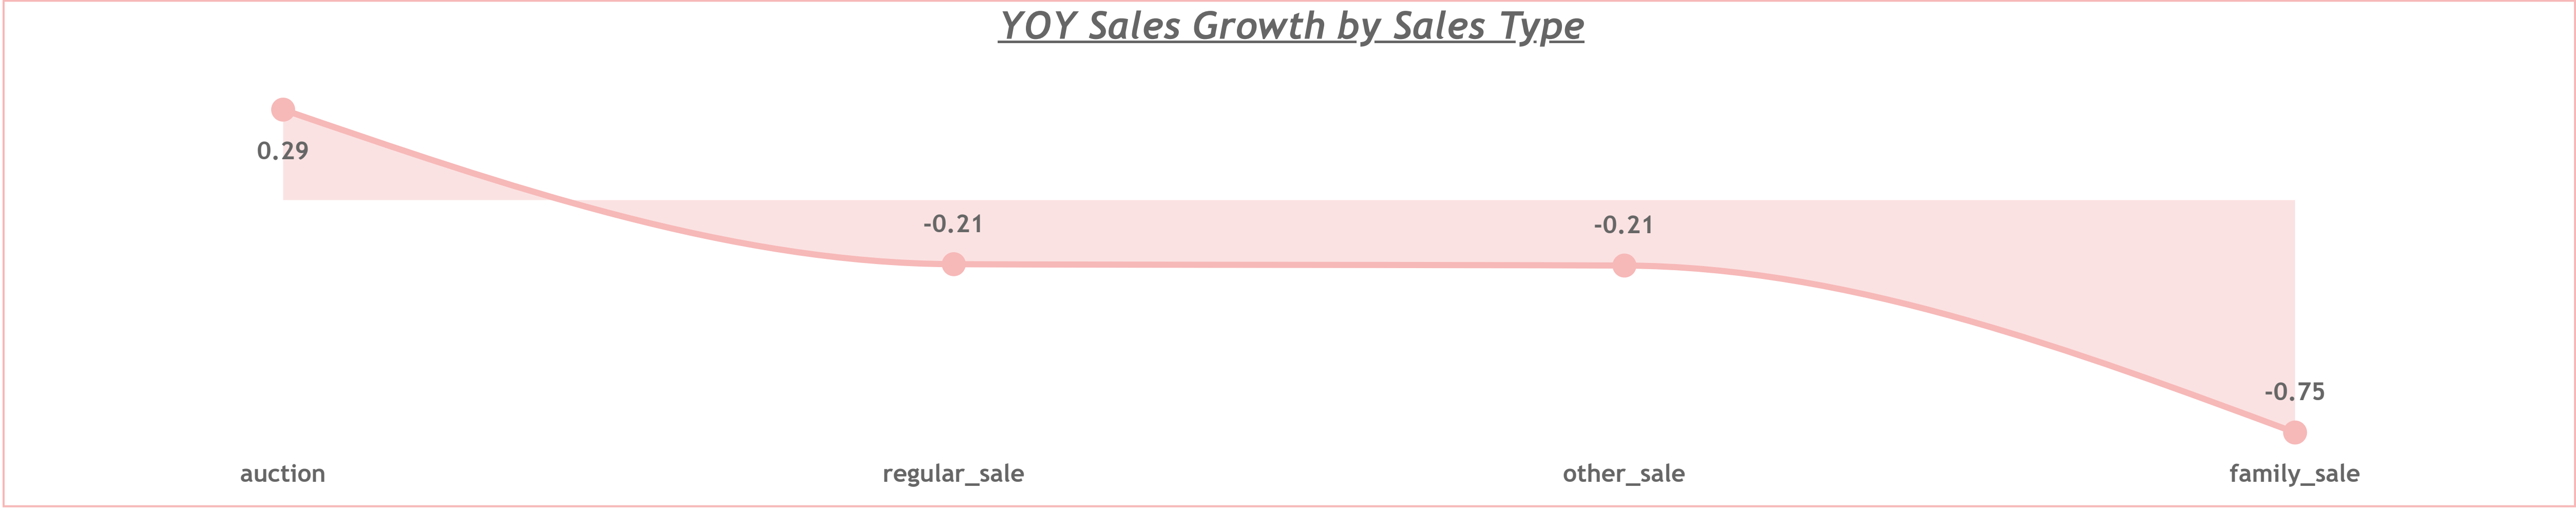 YOY Sales Growth by Sales Type
0.29
-0.21
-0.21
-0.75
auction
regular_sale
other_sale
family_sale